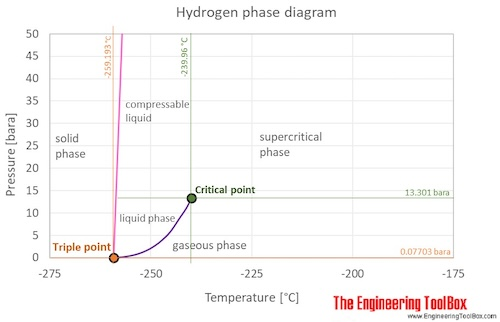 Hydrogen phase diagram
-259.193 °C
-239.96 °C
50
45
40
35
30
25
20
15
10
5
0
Pressure [bara]
compressable
liquid
solid
phase
supercritical
phase
Critical point
13.301 bara
liquid phase
Triple point
gaseous phase
0.07703 bara
-275
-250
-225
-200
-175
Temperature [°C]
The Engineering ToolBox
www.EngineeringToolBox.com